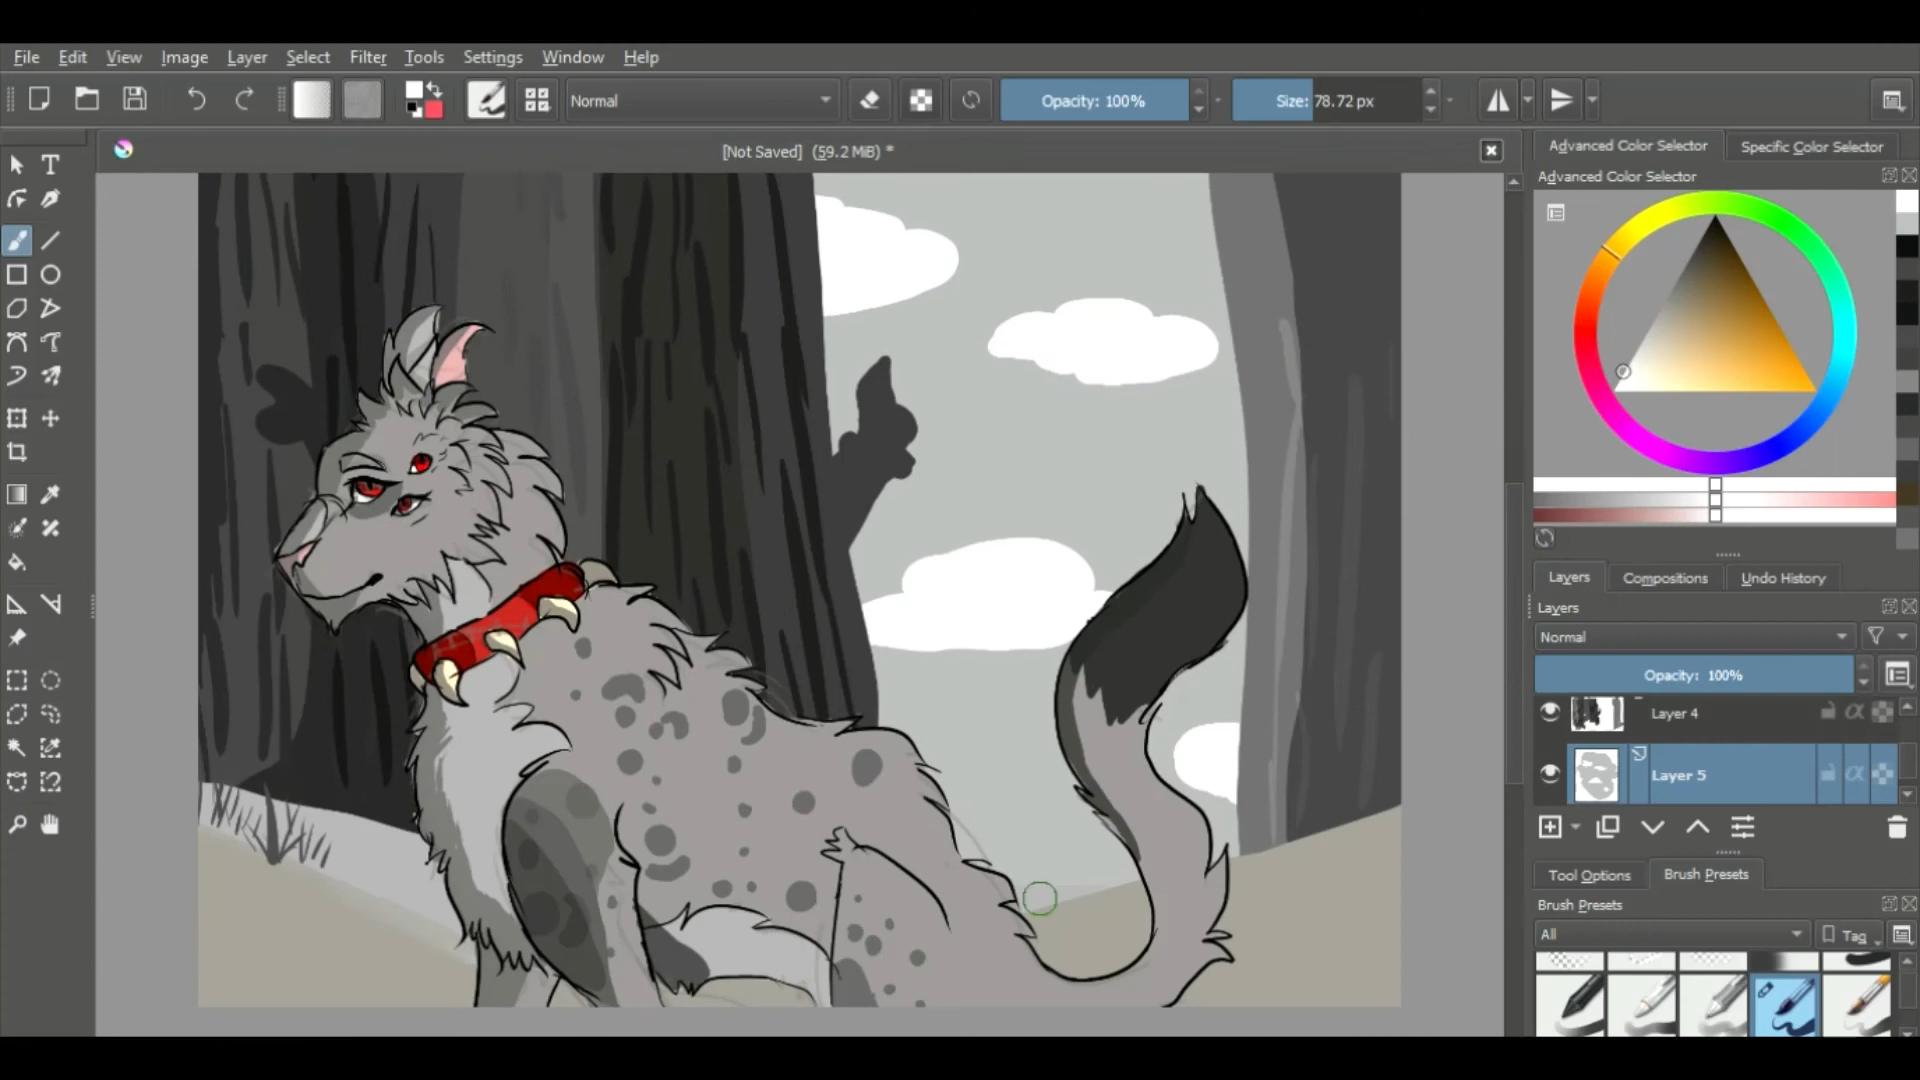 File Edit View Image Layer Select Filter Tools Settings Window Help
Normal Opacity: 100% Size: 78.72 px
[Not Saved] (59.2 MiB) *
T
Advanced Color Selector Specific Color Selector
Advanced Color Selector
Layers Compositions Undo History
Layers
Normal
Opacity: 100%
Layer 4
Layer 5
Tool Options Brush Presets
Brush Presets
All Tag